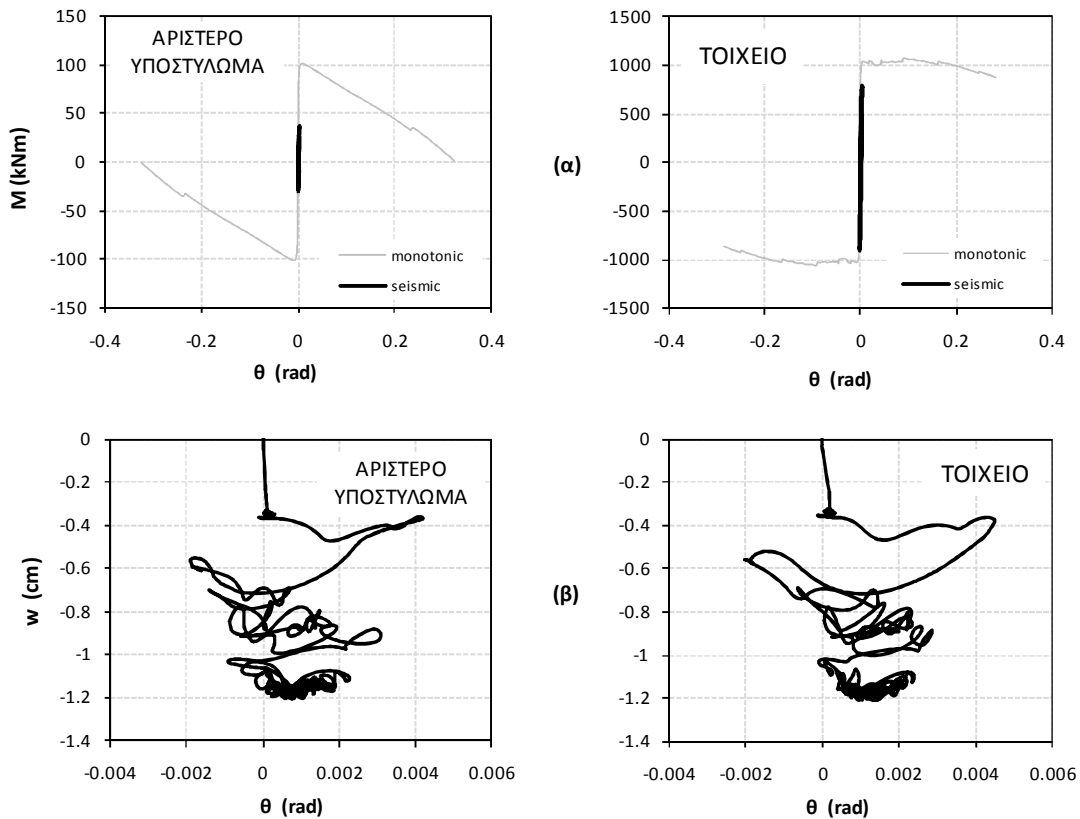 150
100
50
0
-50
-100
-150
-0.4
-0.2
0
0.2
0.4
M (kNm)
θ (rad)
ΑΡΙΣΤΕΡΟ
ΥΠΟΣΤΥΛΩΜΑ
monotonic
seismic
(α)
1500
1000
500
0
-500
-1000
-1500
-0.4
-0.2
0
0.2
0.4
θ (rad)
ΤΟΙΧΕΙΟ
monotonic
seismic
0
-0.2
-0.4
-0.6
-0.8
-1
-1.2
-1.4
-0.004
-0.002
0
0.002
0.004
0.006
w (cm)
θ (rad)
ΑΡΙΣΤΕΡΟ
ΥΠΟΣΤΥΛΩΜΑ
(β)
0
-0.2
-0.4
-0.6
-0.8
-1
-1.2
-1.4
-0.004
-0.002
0
0.002
0.004
0.006
θ (rad)
ΤΟΙΧΕΙΟ